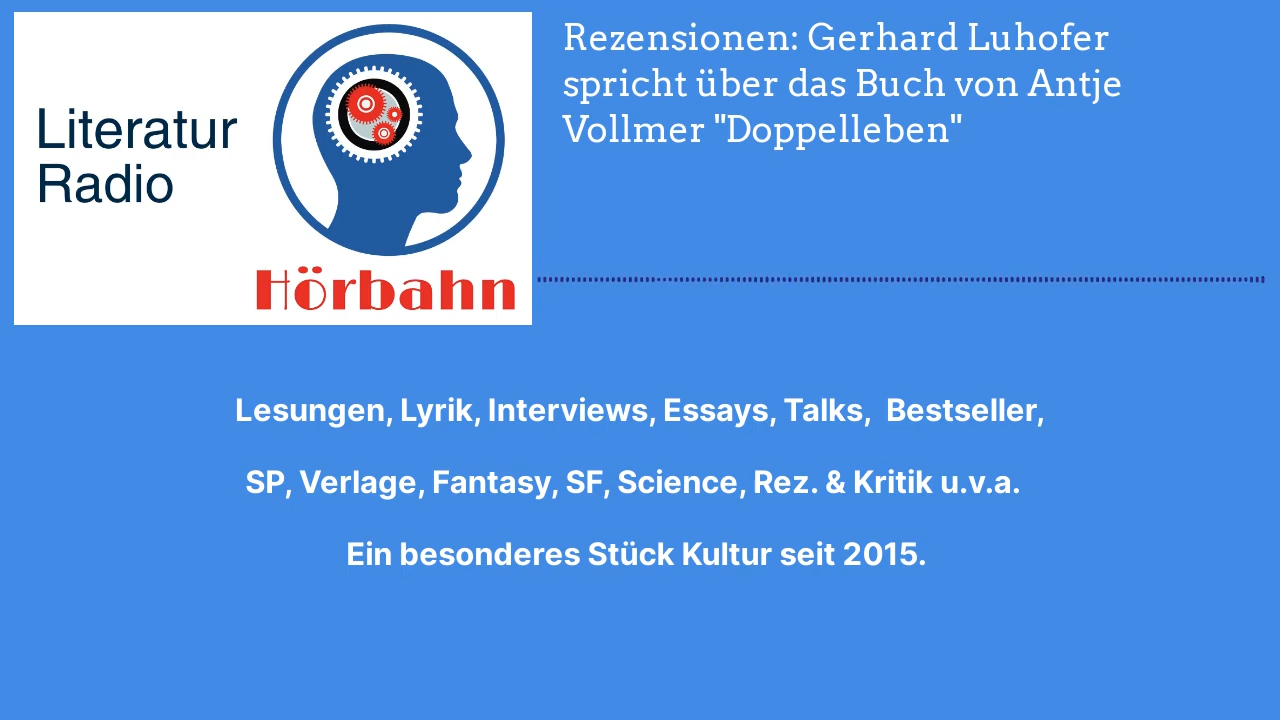 Literatur
Radio
Hörbahn
Rezensionen: Gerhard Luhofer
spricht über das Buch von Antje
Vollmer "Doppelleben"
Lesungen, Lyrik, Interviews, Essays, Talks,  Bestseller,
SP, Verlage, Fantasy, SF, Science, Rez. & Kritik u.v.a.
Ein besonderes Stück Kultur seit 2015.